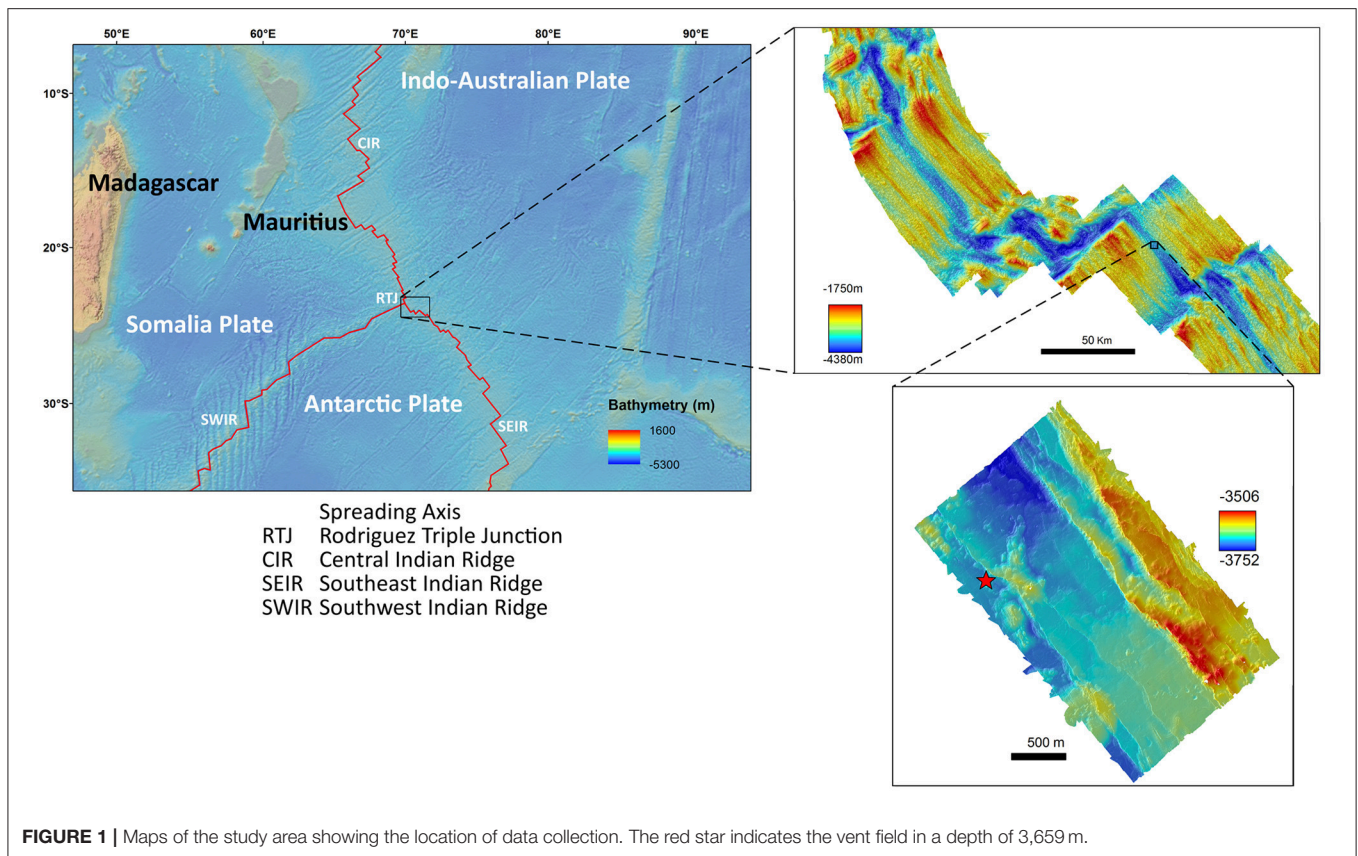 50°E 60°E 70°E 80°E 90°E
10°S
20°S
30°S
Indo-Australian Plate
CIR
Madagascar
Mauritius
RTJ
Somalia Plate
Antarctic Plate
SWIR
SEIR
Bathymetry (m)
1600
-5300
Spreading Axis
RTJ Rodriguez Triple Junction
CIR Central Indian Ridge
SEIR Southeast Indian Ridge
SWIR Southwest Indian Ridge
-1750m
-4380m
50 Km
-3506
-3752
500 m
FIGURE 1 | Maps of the study area showing the location of data collection. The red star indicates the vent field in a depth of 3,659 m.